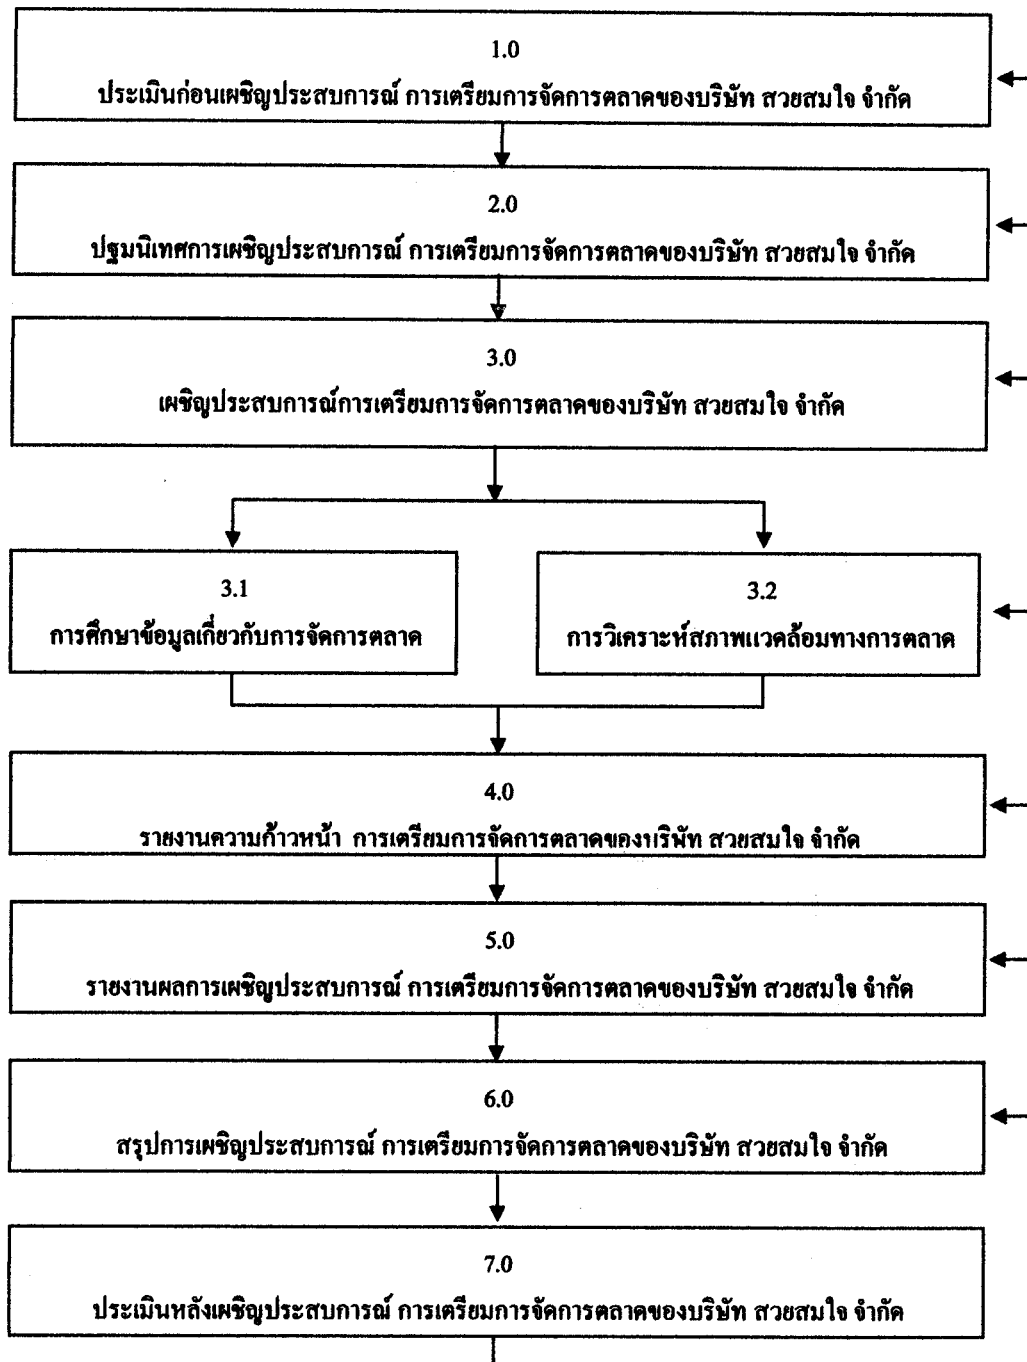 1.0
ประเมินก่อนเผชิญประสบการณ์ การเตรียมการจัดการตลาดของบริษัท สวยสมใจ จำกัด
2.0
ปฐมนิเทศการเผชิญประสบการณ์ การเตรียมการจัดการตลาดของบริษัท สวยสมใจ จำกัด
3.0
เผชิญประสบการณ์การเตรียมการจัดการตลาดของบริษัท สวยสมใจ จำกัด
3.1
การศึกษาข้อมูลเกี่ยวกับการจัดการตลาด
3.2
การวิเคราะห์สภาพแวดล้อมทางการตลาด
4.0
รายงานความก้าวหน้า การเตรียมการจัดการตลาดของบริษัท สวยสมใจ จำกัด
5.0
รายงานผลการเผชิญประสบการณ์ การเตรียมการจัดการตลาดของบริษัท สวยสมใจ จำกัด
6.0
สรุปการเผชิญประสบการณ์ การเตรียมการจัดการตลาดของบริษัท สวยสมใจ จำกัด
7.0
ประเมินหลังเผชิญประสบการณ์ การเตรียมการจัดการตลาดของบริษัท สวยสมใจ จำกัด